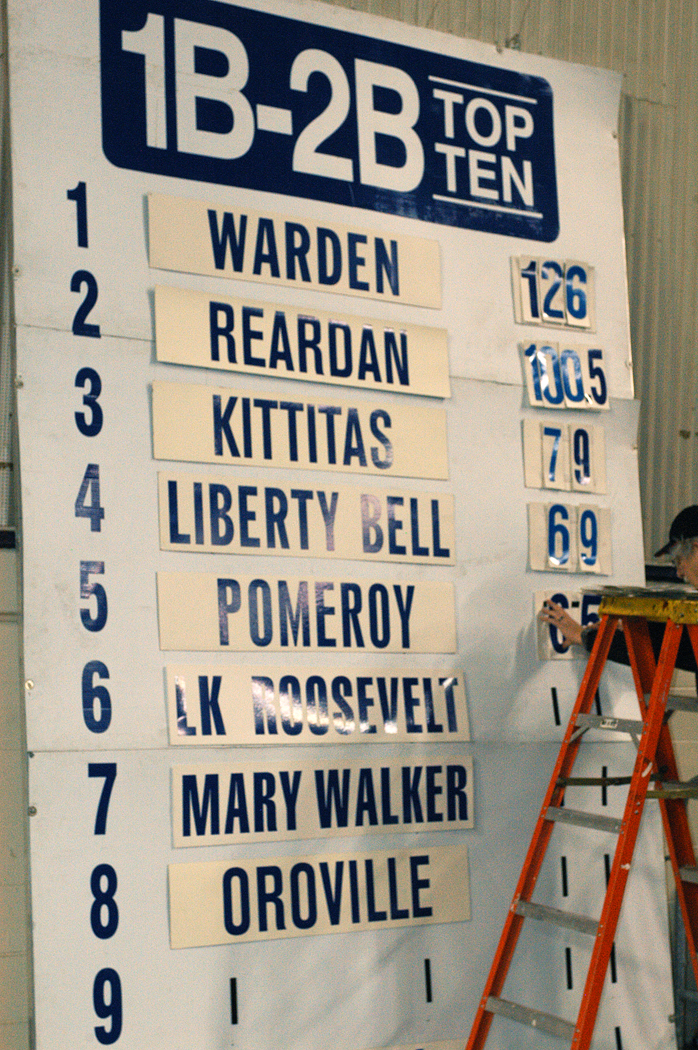 1B-2B TOP TEN
1 WARDEN 126
2 REARDAN 100.5
3 KITTITAS 79
4 LIBERTY BELL 69
5 POMEROY
6 LK ROOSEVELT
7 MARY WALKER
8 OROVILLE
9